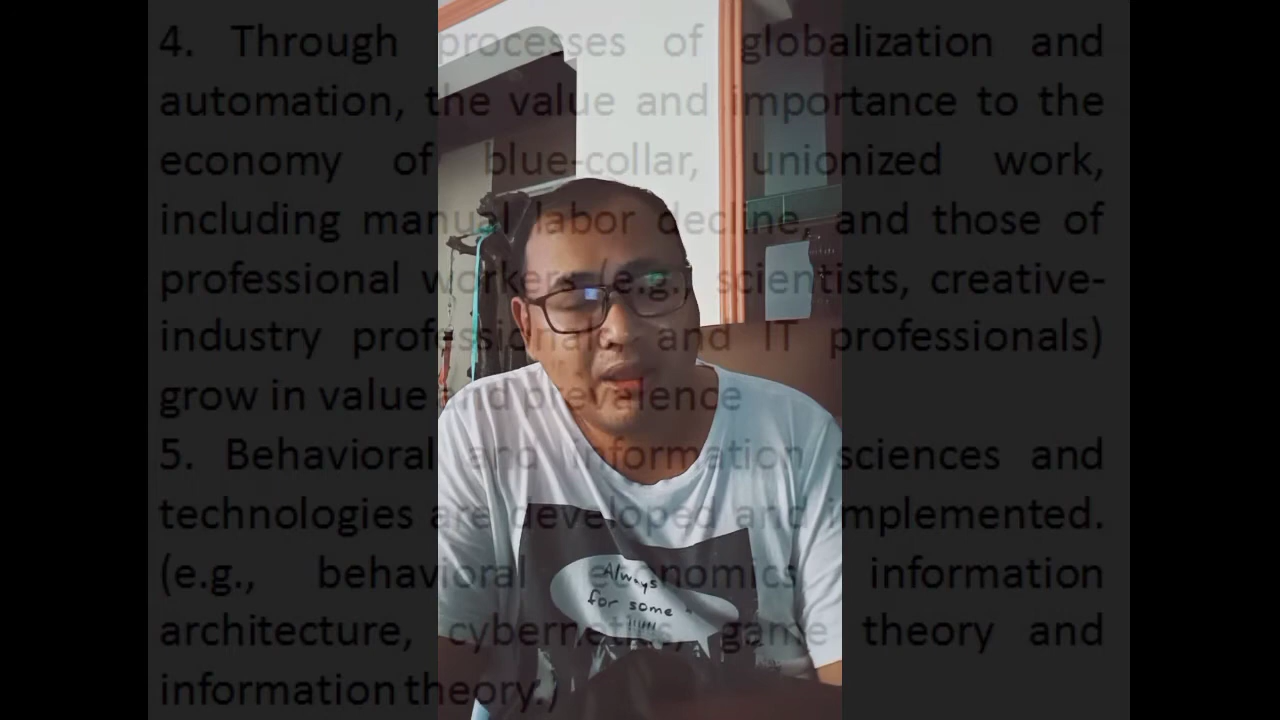 4. Through processes of globalization and
automation, the value and importance to the
economy of blue-collar, unionized work,
including manual labor decline, and those of
professional workers (e.g., scientists, creative-
industry professionals, and IT professionals)
grow in value and prevalence
5. Behavioral and information sciences and
technologies are developed and implemented.
(e.g., behavioral economics, information
architecture, cybernetics, game theory and
information theory.)
Always
for some